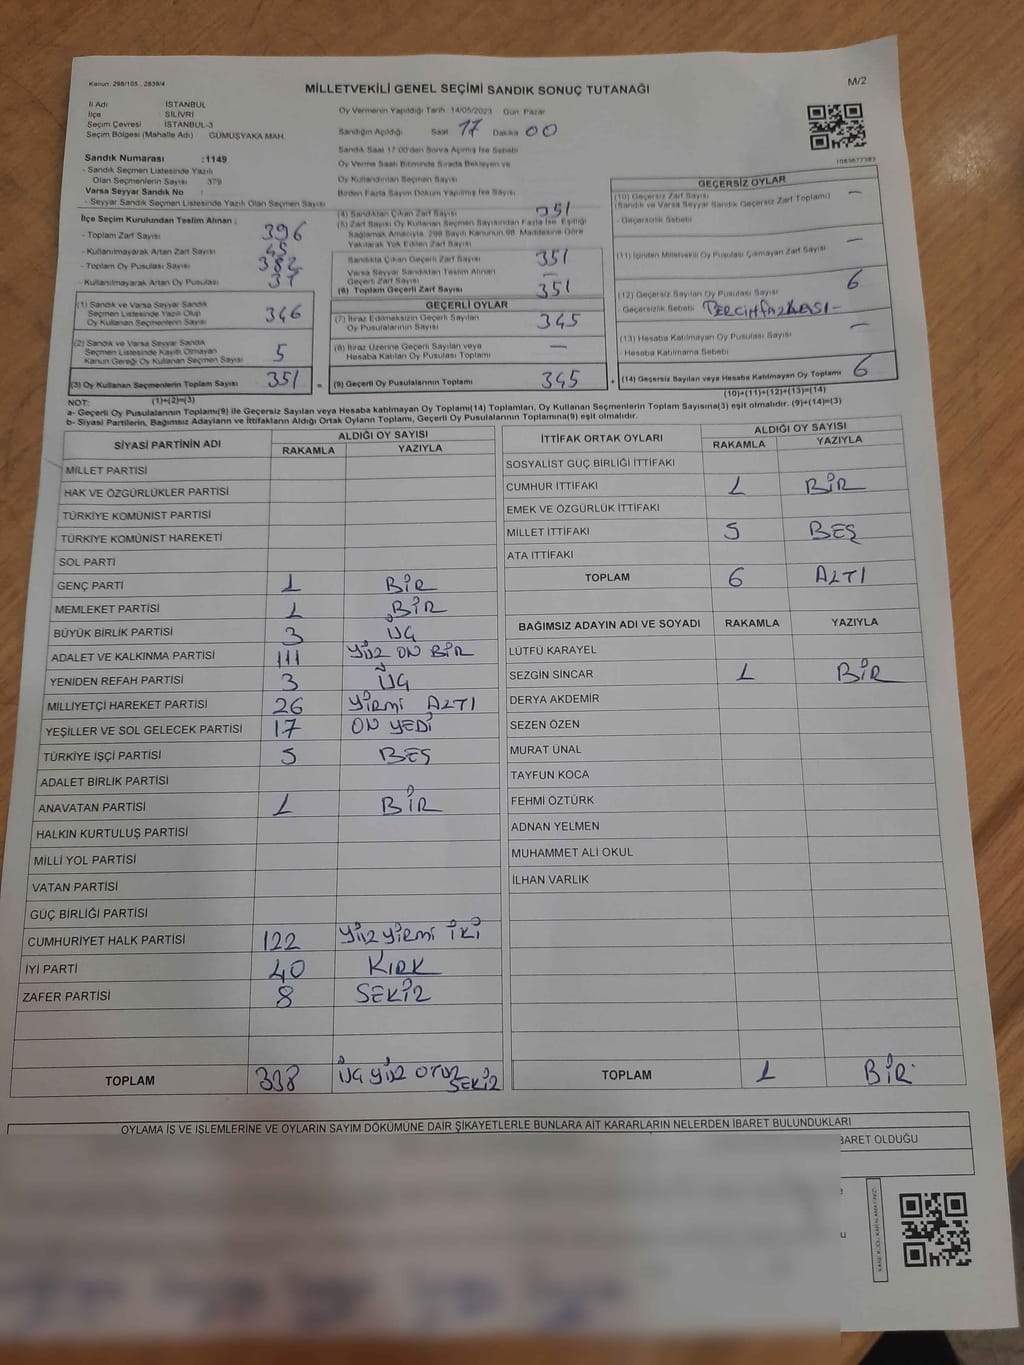 Kanun: 298/105 , 2839/4
MİLLETVEKİLİ GENEL SEÇİMİ SANDIK SONUÇ TUTANAĞI
M/2
İl Adı İSTANBUL
İlçe SİLİVRİ
Seçim Çevresi İSTANBUL-3
Seçim Bölgesi (Mahalle Adı) GÜMÜŞYAKA MAH.
Oy Vermenin Yapıldığı Tarih: 14/05/2023 Gün Pazar
Sandığın Açıldığı Saat 17 Dakika 00
Sandık Saat 17:00'den Sonra Açılmış İse Sebebi
Oy Verme Saati Bitiminde Sırada Bekleyen ve
Oy Kullandırılan Seçmen Sayısı
Birden Fazla Sayım Döküm Yapılmış İse Sayısı
Sandık Numarası : 1149
- Sandık Seçmen Listesinde Yazılı
Olan Seçmenlerin Sayısı 379
Varsa Seyyar Sandık No :
- Seyyar Sandık Seçmen Listesinde Yazılı Olan Seçmen Sayısı
İlçe Seçim Kurulundan Teslim Alınan ;
- Toplam Zarf Sayısı 396
- Kullanılmayarak Artan Zarf Sayısı 45
- Toplam Oy Pusulası Sayısı 382
- Kullanılmayarak Artan Oy Pusulası 31
(1) Sandık ve Varsa Seyyar Sandık
Seçmen Listesinde Yazılı Olup
Oy Kullanan Seçmenlerin Sayısı 346
(2) Sandık ve Varsa Seyyar Sandık
Seçmen Listesinde Kayıtlı Olmayan
Kanun Gereği Oy Kullanan Seçmen Sayısı 5
(3) Oy Kullanan Seçmenlerin Toplam Sayısı 351 =
(4) Sandıktan Çıkan Zarf Sayısı 351
(5) Zarf Sayısı Oy Kullanan Seçmen Sayısından Fazla İse, Eşitliği
Sağlamak Amacıyla, 298 Sayılı Kanunun 98. Maddesine Göre
Yakılarak Yok Edilen Zarf Sayısı
Sandıkta Çıkan Geçerli Zarf Sayısı 351
Varsa Seyyar Sandıktan Teslim Alınan
Geçerli Zarf Sayısı —
(6) Toplam Geçerli Zarf Sayısı 351
GEÇERLİ OYLAR
(7) İtiraz Edilmeksizin Geçerli Sayılan
Oy Pusulalarının Sayısı 345
(8) İtiraz Üzerine Geçerli Sayılan veya
Hesaba Katılan Oy Pusulası Toplamı —
(9) Geçerli Oy Pusulalarının Toplamı 345 +
1083677383
GEÇERSİZ OYLAR
(10) Geçersiz Zarf Sayısı
(Sandık ve Varsa Seyyar Sandık Geçersiz Zarf Toplamı) —
- Geçersizlik Sebebi
(11) İçinden Milletvekili Oy Pusulası Çıkmayan Zarf Sayısı —
(12) Geçersiz Sayılan Oy Pusulası Sayısı 6
Geçersizlik Sebebi
(13) Hesaba Katılmayan Oy Pusulası Sayısı —
Hesaba Katılmama Sebebi
(14) Geçersiz Sayılan veya Hesaba Katılmayan Oy Toplamı 6
NOT: (1)+(2)=(3) (10)+(11)+(12)+(13)=(14)
a- Geçerli Oy Pusulalarının Toplamı(9) ile Geçersiz Sayılan veya Hesaba katılmayan Oy Toplamı(14) Toplamları, Oy Kullanan Seçmenlerin Toplam Sayısına(3) eşit olmalıdır. (9)+(14)=(3)
b- Siyasi Partilerin, Bağımsız Adayların ve İttifakların Aldığı Ortak Oyların Toplamı, Geçerli Oy Pusulalarının Toplamına(9) eşit olmalıdır.
SİYASİ PARTİNİN ADI ALDIĞI OY SAYISI
RAKAMLA YAZIYLA
MİLLET PARTİSİ
HAK VE ÖZGÜRLÜKLER PARTİSİ
TÜRKİYE KOMÜNİST PARTİSİ
TÜRKİYE KOMÜNİST HAREKETİ
SOL PARTİ
GENÇ PARTİ 1 BİR
MEMLEKET PARTİSİ 1 BİR
BÜYÜK BİRLİK PARTİSİ 3 ÜÇ
ADALET VE KALKINMA PARTİSİ 111 YÜZ ON BİR
YENİDEN REFAH PARTİSİ 3 ÜÇ
MİLLİYETÇİ HAREKET PARTİSİ 26 YİRMİ ALTI
YEŞİLLER VE SOL GELECEK PARTİSİ 17 ON YEDİ
TÜRKİYE İŞÇİ PARTİSİ 5 BEŞ
ADALET BİRLİK PARTİSİ
ANAVATAN PARTİSİ 1 BİR
HALKIN KURTULUŞ PARTİSİ
MİLLİ YOL PARTİSİ
VATAN PARTİSİ
GÜÇ BİRLİĞİ PARTİSİ
CUMHURİYET HALK PARTİSİ 122 YÜZ YİRMİ İKİ
İYİ PARTİ 40 KIRK
ZAFER PARTİSİ 8 SEKİZ
TOPLAM 338 ÜÇ YÜZ OTUZ SEKİZ
İTTİFAK ORTAK OYLARI ALDIĞI OY SAYISI
RAKAMLA YAZIYLA
SOSYALİST GÜÇ BİRLİĞİ İTTİFAKI
CUMHUR İTTİFAKI 1 BİR
EMEK VE ÖZGÜRLÜK İTTİFAKI
MİLLET İTTİFAKI 5 BEŞ
ATA İTTİFAKI
TOPLAM 6 ALTI
BAĞIMSIZ ADAYIN ADI VE SOYADI RAKAMLA YAZIYLA
LÜTFÜ KARAYEL
SEZGİN SİNCAR 1 BİR
DERYA AKDEMİR
SEZEN ÖZEN
MURAT ÜNAL
TAYFUN KOCA
FEHMİ ÖZTÜRK
ADNAN YELMEN
MUHAMMET ALİ OKUL
İLHAN VARLIK
TOPLAM 1 BİR
OYLAMA İŞ VE İŞLEMLERİNE VE OYLARIN SAYIM DÖKÜMÜNE DAİR ŞİKAYETLERLE BUNLARA AİT KARARLARIN NELERDEN İBARET BULUNDUKLARI
BARET OLDUĞU